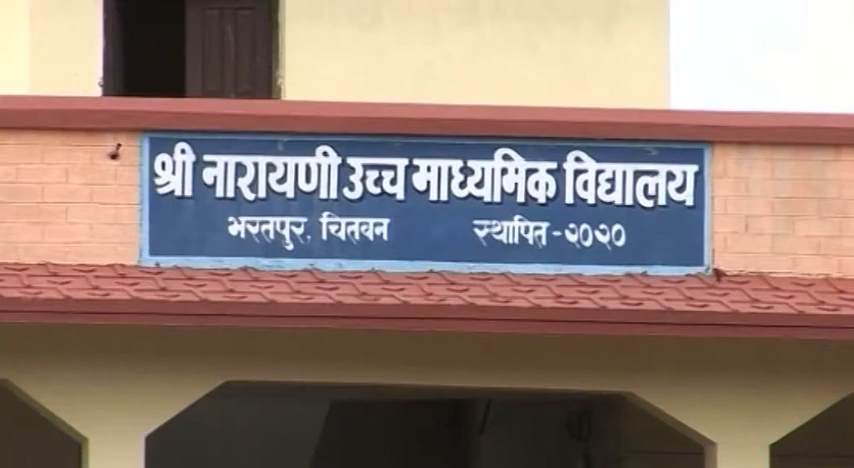 श्री नारायणी उच्च माध्यमिक विद्यालय
भरतपुर, चितवन स्थापित-२०२०